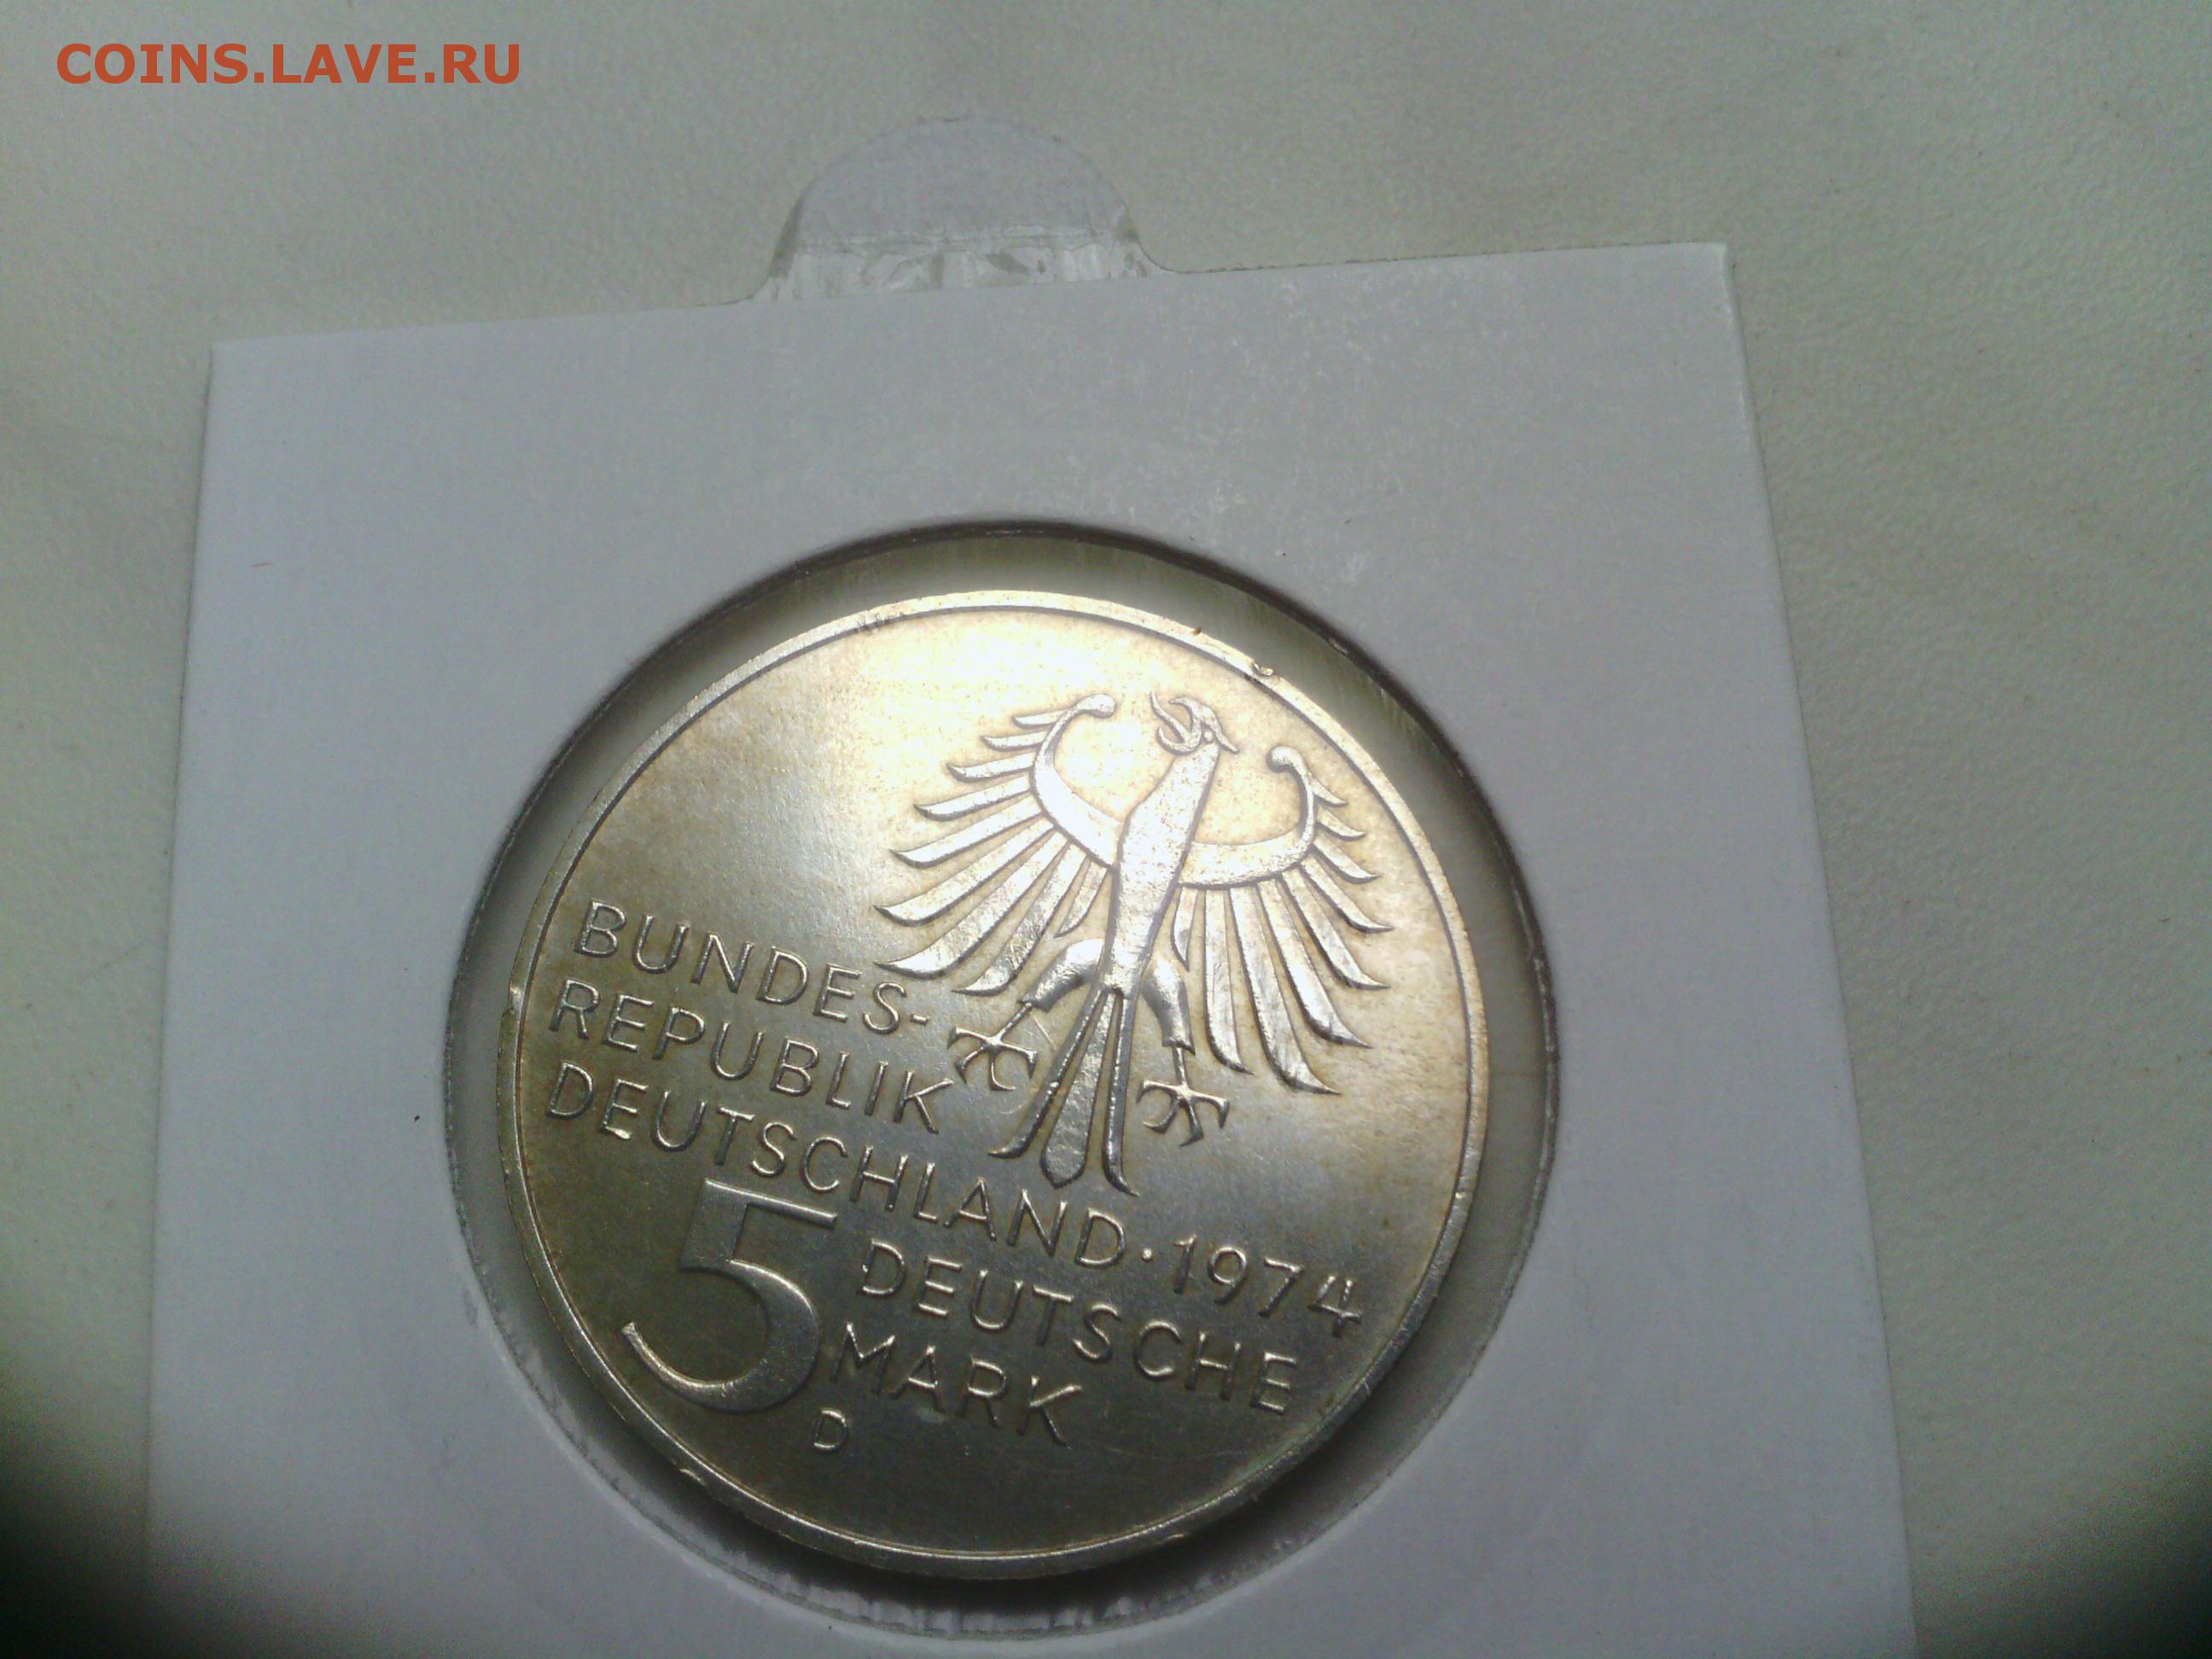 COINS.LAVE.RU
BUNDES-
REPUBLIK
DEUTSCHLAND · 1974
5 DEUTSCHE
MARK
D